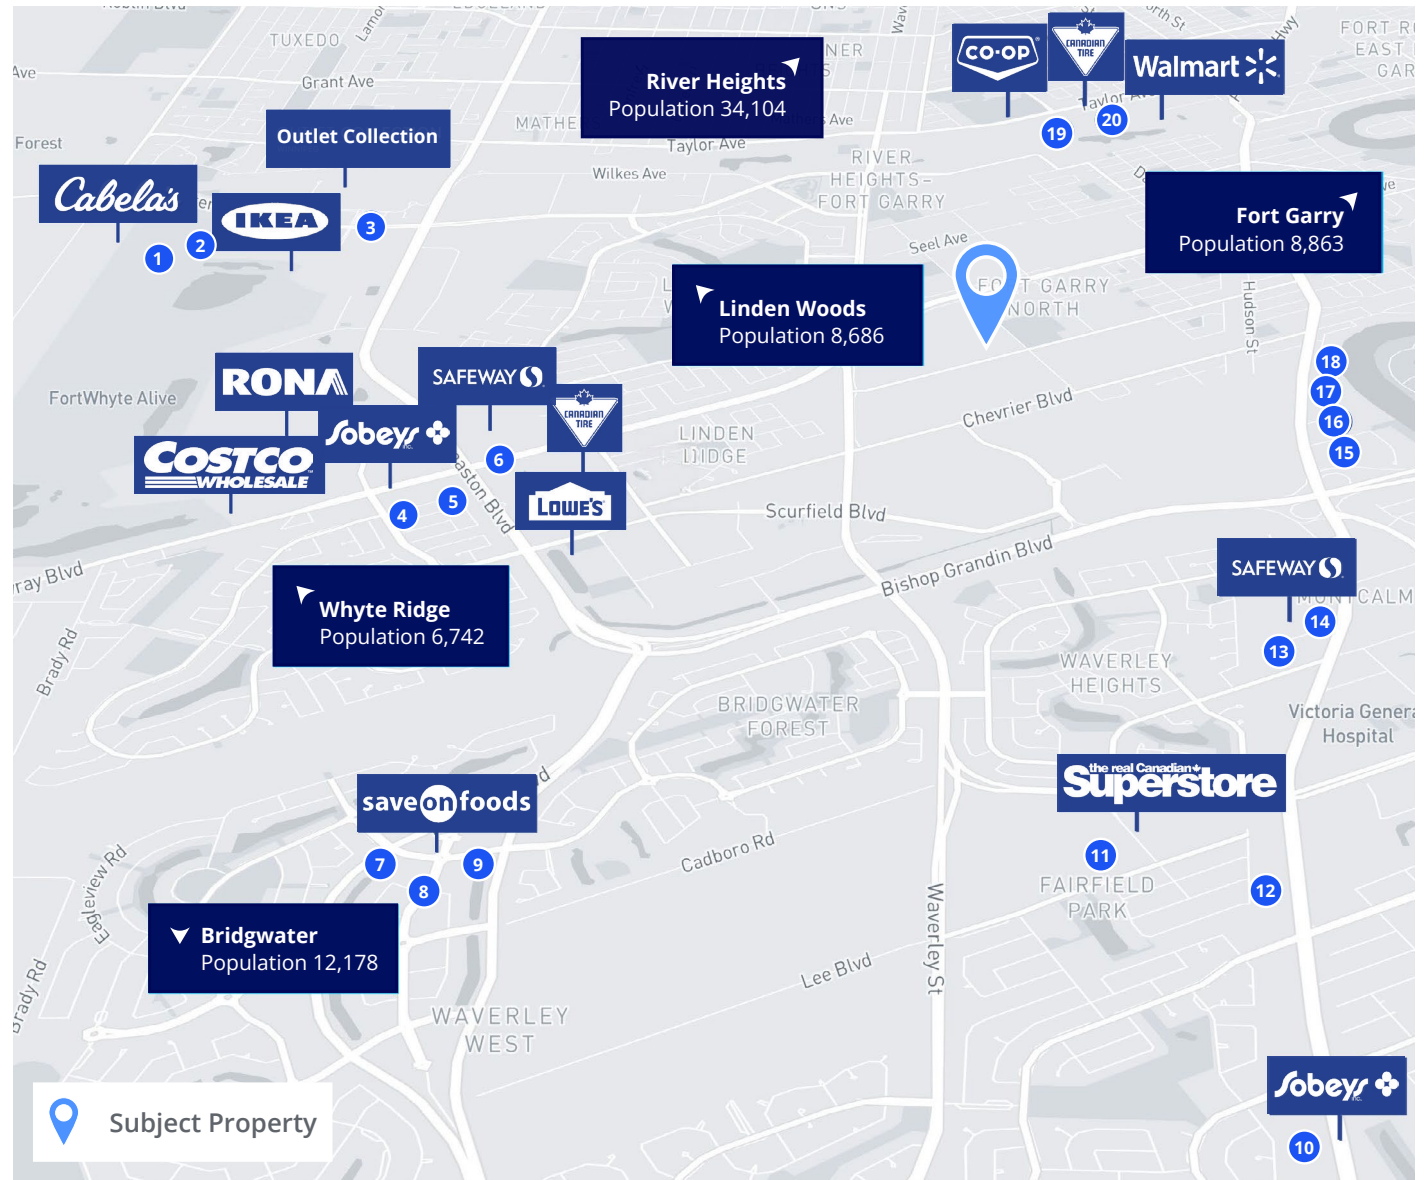 TUXEDO
Grant Ave
River Heights
Population 34,104
CO-OP
CANADIAN
TIRE
Walmart
Taylor Ave
19
20
Hwy
Forest
Outlet Collection
Taylor Ave
Wilkes Ave
RIVER
HEIGHTS-
FORT GARRY
Cabela's
IKEA
1
2
3
Seel Ave
Fort Garry
Population 8,863
Linden Woods
Population 8,686
Hudson St
RONA
SAFEWAY
CANADIAN
TIRE
FortWhyte Alive
Sobeys
inc.
COSTCO
WHOLESALE
LOWE'S
4
5
6
LINDEN
Chevrier Blvd
18
17
16
15
Scurfield Blvd
Bishop Grandin Blvd
Whyte Ridge
Population 6,742
Brady Rd
SAFEWAY
14
13
WAVERLEY
HEIGHTS
BRIDGWATER
FOREST
Victoria General
Hospital
save on foods
7
8
9
the real Canadian
Superstore
11
12
Cadboro Rd
FAIRFIELD
PARK
Eagleview Rd
Bridgwater
Population 12,178
Brady Rd
Lee Blvd
Waverley St
WAVERLEY
WEST
Sobeys
inc.
10
Subject Property